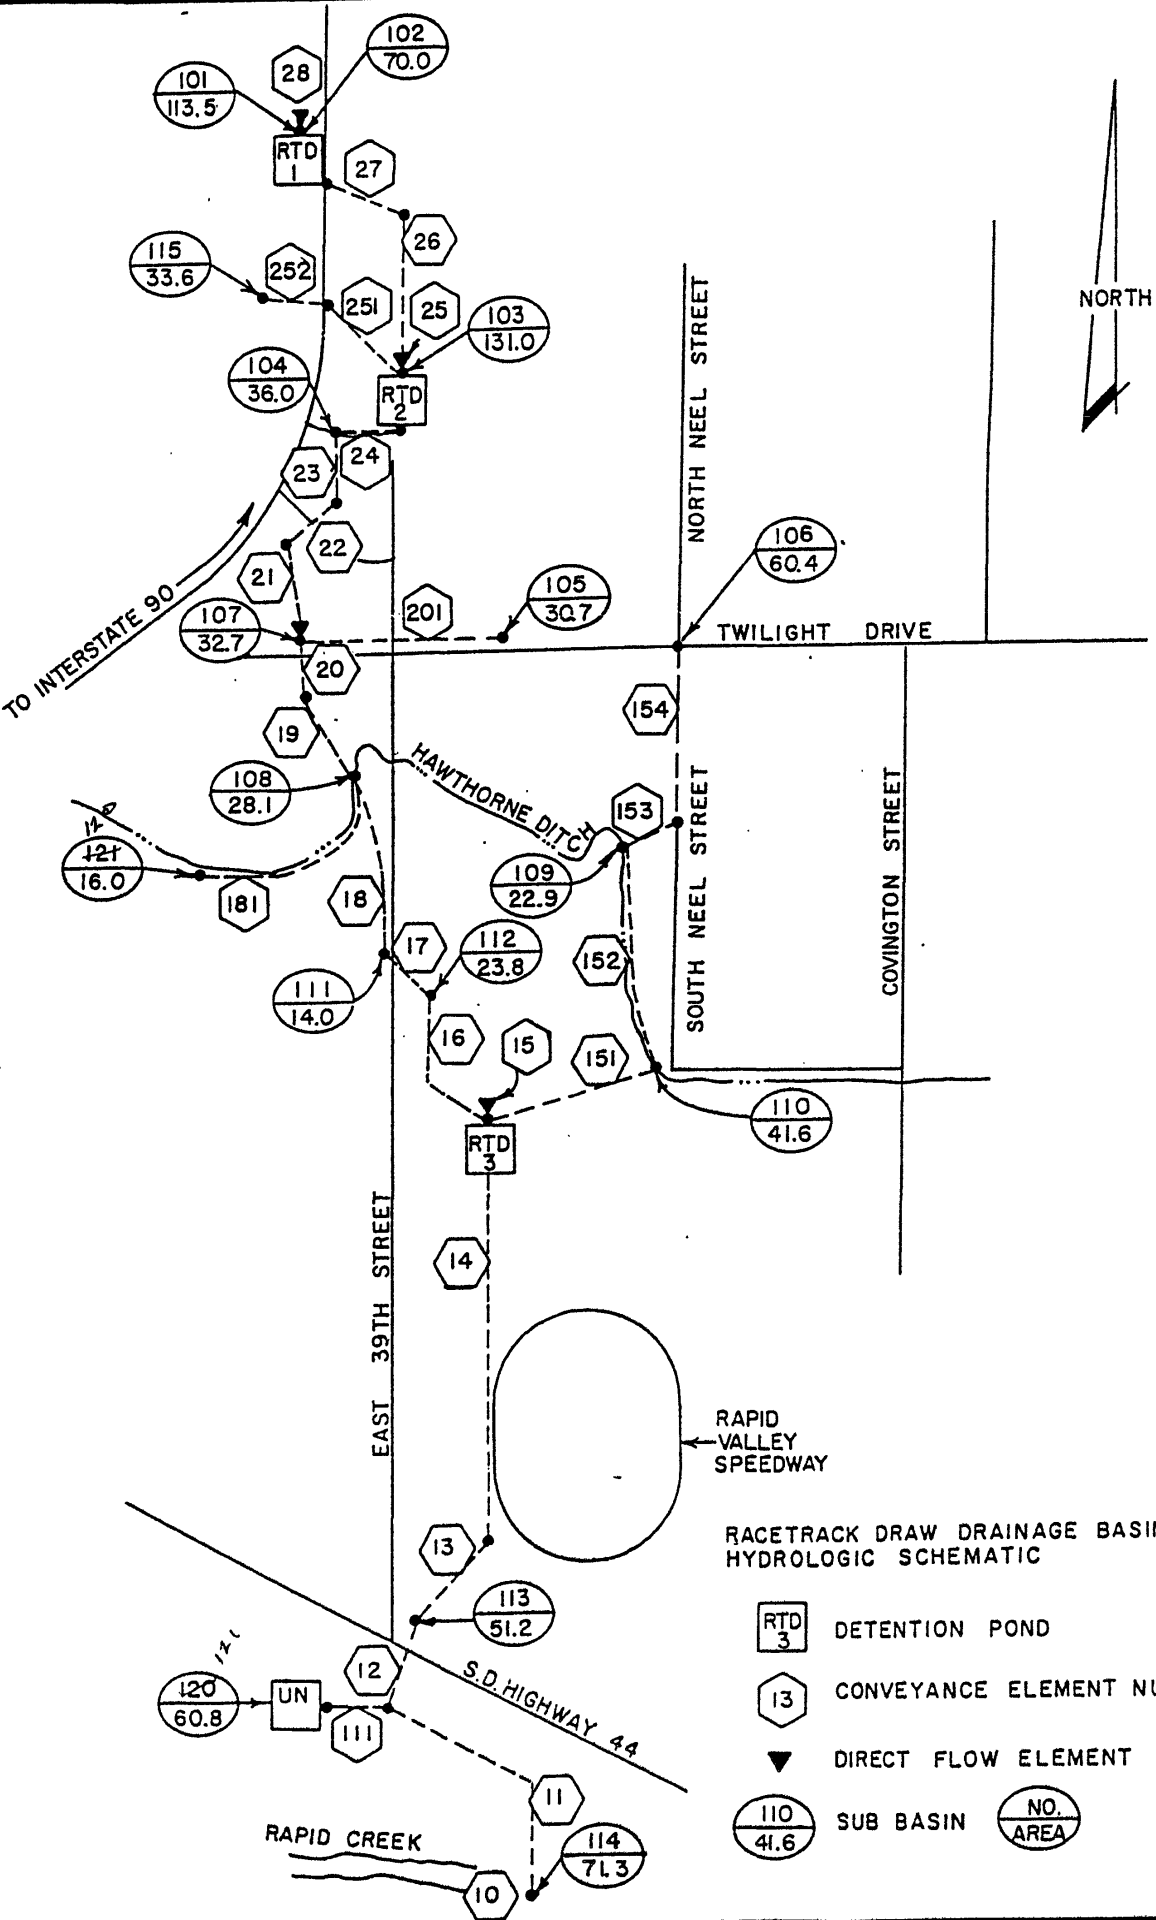 102
70.0
28
101
113.5
RTD
1
27
26
115
33.6
252
251
25
103
131.0
NORTH
104
36.0
RTD
2
NORTH NEEL STREET
24
23
22
106
60.4
21
105
30.7
201
107
32.7
TWILIGHT DRIVE
TO INTERSTATE 90
20
154
19
HAWTHORNE DITCH
108
28.1
153
SOUTH NEEL STREET
COVINGTON STREET
120
121
16.0
109
22.9
181
18
17
112
23.8
152
111
14.0
16
15
151
110
41.6
RTD
3
EAST 39TH STREET
14
RAPID
VALLEY
SPEEDWAY
13
RACETRACK DRAW DRAINAGE BASIN
HYDROLOGIC SCHEMATIC
113
51.2
RTD
3
DETENTION POND
121
12
S.D. HIGHWAY 44
120
60.8
UN
111
13
CONVEYANCE ELEMENT NU
DIRECT FLOW ELEMENT
11
110
41.6
SUB BASIN
NO.
AREA
RAPID CREEK
114
71.3
10